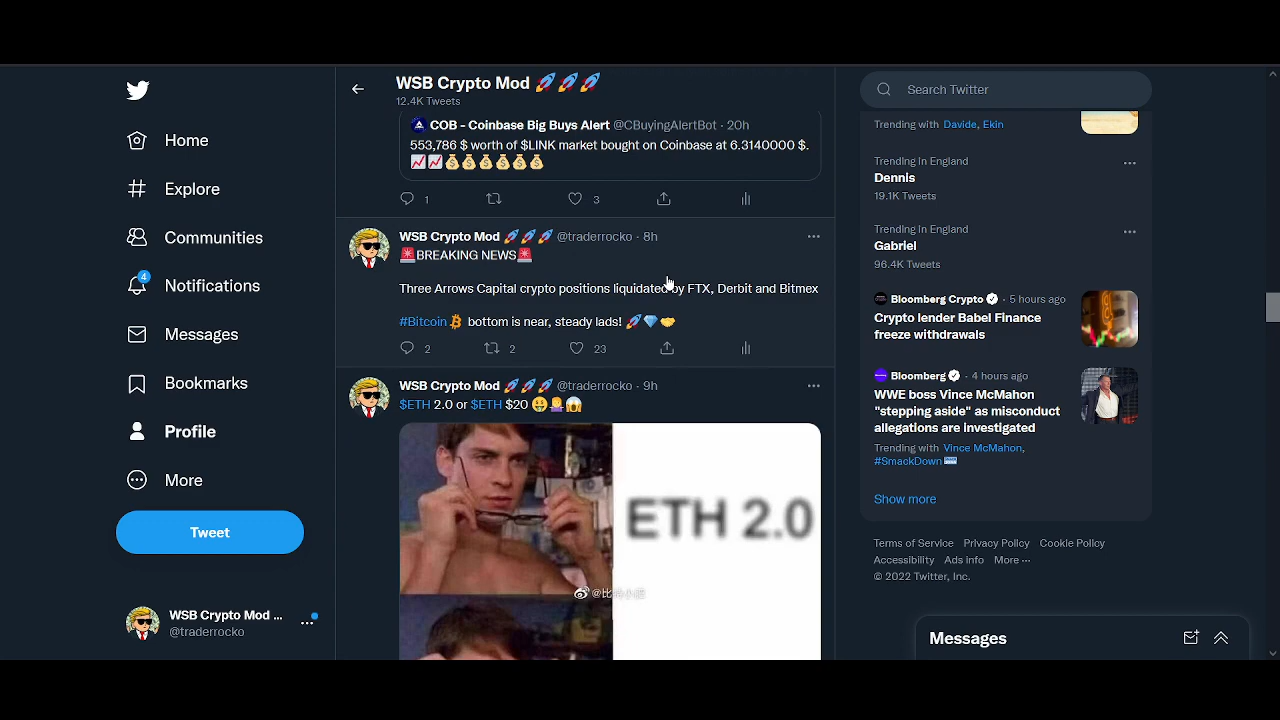 Home
Explore
Communities
4
Notifications
Messages
Bookmarks
Profile
More
Tweet
WSB Crypto Mod ...
@traderrocko
WSB Crypto Mod 🚀🚀🚀
12.4K Tweets
COB - Coinbase Big Buys Alert @CBuyingAlertBot · 20h
553,786 $ worth of $LINK market bought on Coinbase at 6.3140000 $.
📈📈💰💰💰💰💰💰
1 3
WSB Crypto Mod 🚀🚀🚀 @traderrocko · 8h
🚨BREAKING NEWS🚨
Three Arrows Capital crypto positions liquidated by FTX, Derbit and Bitmex
#Bitcoin bottom is near, steady lads! 🚀💎🤝
2 2 23
WSB Crypto Mod 🚀🚀🚀 @traderrocko · 9h
$ETH 2.0 or $ETH $20 🤑🤷‍♀️😱
ETH 2.0
Search Twitter
Trending with Davide, Ekin
Trending in England
Dennis
19.1K Tweets
Trending in England
Gabriel
96.4K Tweets
Bloomberg Crypto · 5 hours ago
Crypto lender Babel Finance
freeze withdrawals
Bloomberg · 4 hours ago
WWE boss Vince McMahon
"stepping aside" as misconduct
allegations are investigated
Trending with Vince McMahon,
#SmackDown
Show more
Terms of Service Privacy Policy Cookie Policy
Accessibility Ads info More ···
© 2022 Twitter, Inc.
Messages